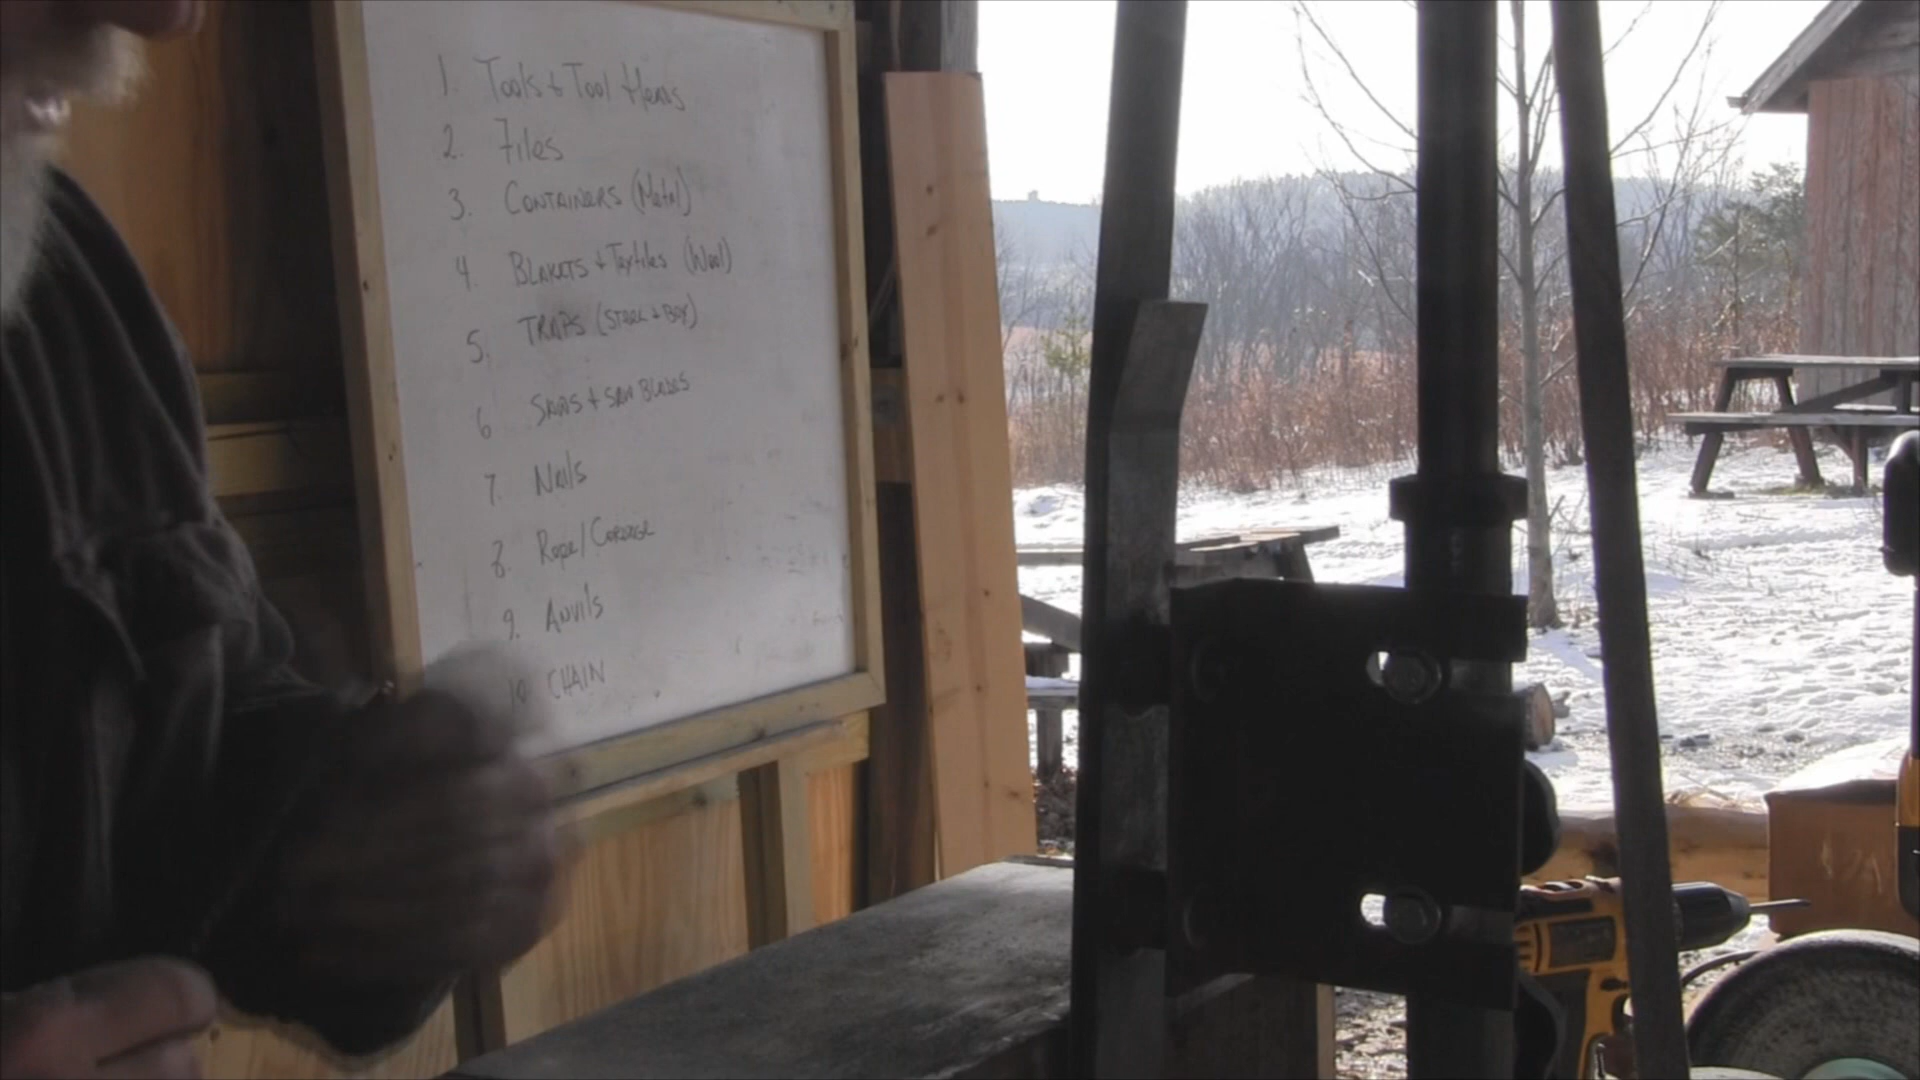 1. Tools & Tool Heads
2. Files
3. CONTAINERS (Metal)
4 BLAKETS + Textiles (Wool)
5. TRAPS (STEEL + BOX)
6 SAWS + SAW BLADES
7. Nails
8. Rope/Cordage
9. Anvils
10 CHAIN